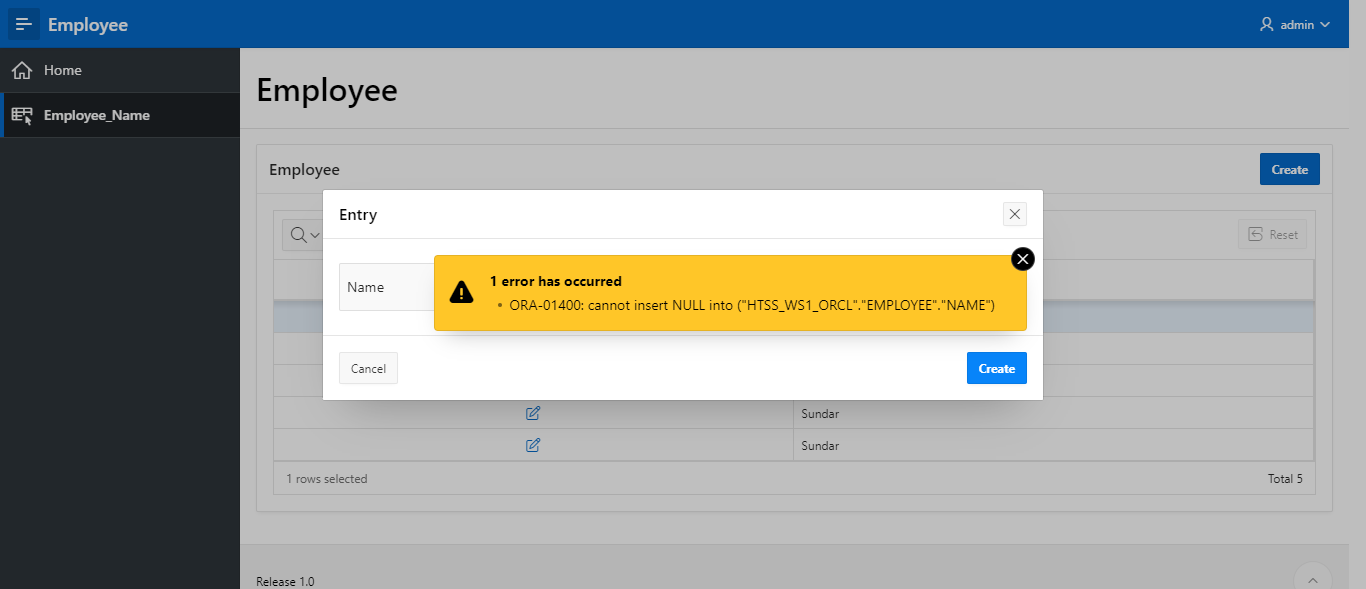 Employee
admin
Home
Employee_Name
Employee
Employee
Create
Entry
Reset
1 error has occurred
• ORA-01400: cannot insert NULL into ("HTSS_WS1_ORCL"."EMPLOYEE"."NAME")
Name
Cancel
Create
Sundar
Sundar
1 rows selected
Total 5
Release 1.0